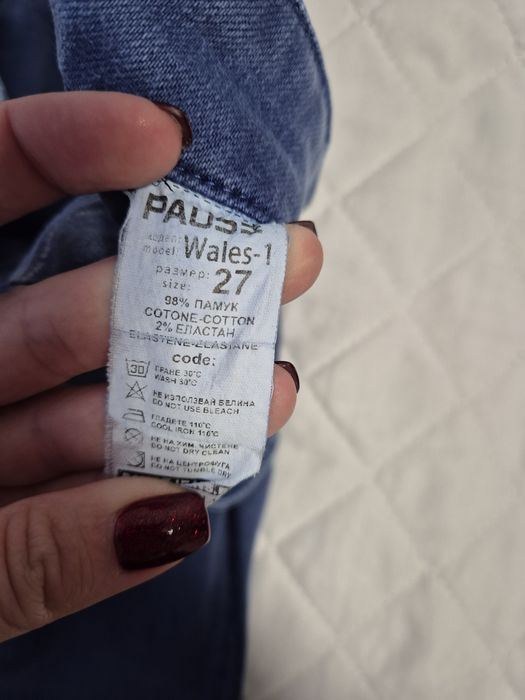 модел:
model: Wales-1
размер:
size: 27
98% ПАМУК
COTONE-COTTON
2% ЕЛАСТАН
ELASTENE-ELASTANE
code:
30 ПРАНЕ 30°C
WASH 30°C
НЕ ИЗПОЛЗВАЙ БЕЛИНА
DO NOT USE BLEACH
ГЛАДЕТЕ 110°C
COOL IRON 110°C
НЕ НА ХИМ. ЧИСТЕНЕ
DO NOT DRY CLEAN
НЕ НА ЦЕНТРОФУГА
DO NOT TUMBLE DRY